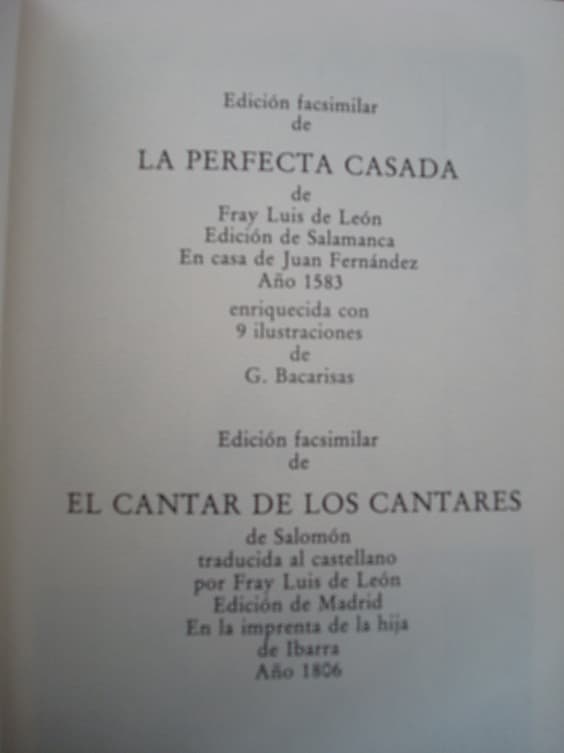 Edición facsimilar
de
LA PERFECTA CASADA
de
Fray Luis de León
Edición de Salamanca
En casa de Juan Fernández
Año 1583
enriquecida con
9 ilustraciones
de
G. Bacarisas
Edición facsimilar
de
EL CANTAR DE LOS CANTARES
de Salomón
traducida al castellano
por Fray Luis de León
Edición de Madrid
En la imprenta de la hija
de Ibarra
Año 1806